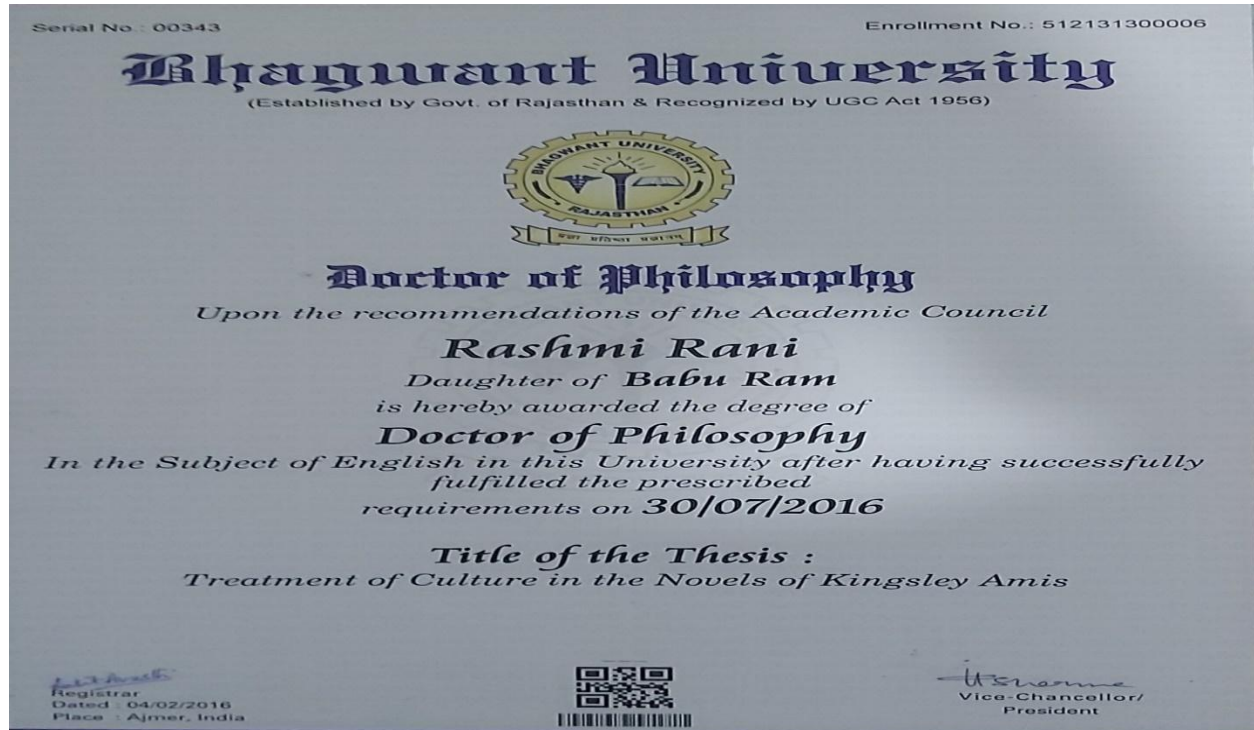 Serial No.: 00343
Enrollment No.: 512131300006
Bhagwant University
(Established by Govt. of Rajasthan & Recognized by UGC Act 1956)
BHAGWANT UNIVERSITY
RAJASTHAN
Doctor of Philosophy
Upon the recommendations of the Academic Council
Rashmi Rani
Daughter of Babu Ram
is hereby awarded the degree of
Doctor of Philosophy
In the Subject of English in this University after having successfully
fulfilled the prescribed
requirements on 30/07/2016
Title of the Thesis :
Treatment of Culture in the Novels of Kingsley Amis
Registrar
Dated : 04/02/2016
Place : Ajmer, India
Vice-Chancellor/
President